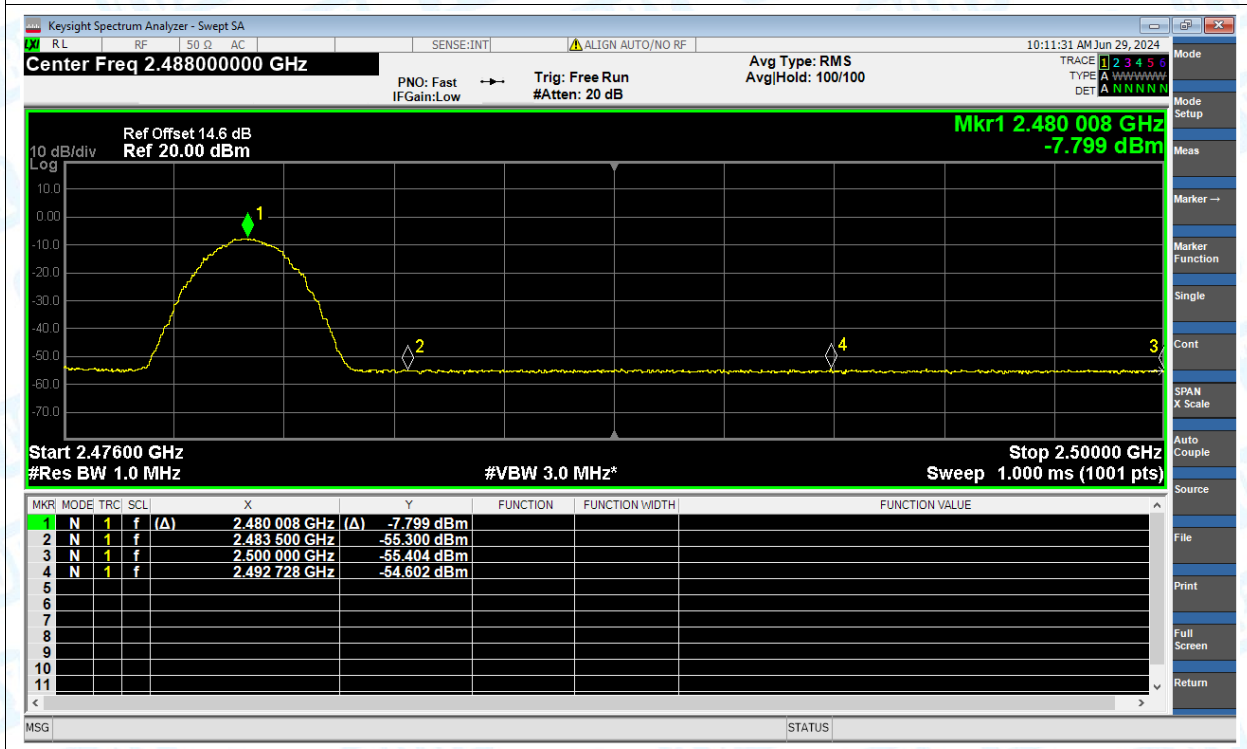 Keysight Spectrum Analyzer - Swept SA
LXI RL RF 50 Ω AC SENSE:INT ALIGN AUTO/NO RF 10:11:31 AM Jun 29, 2024
Center Freq 2.488000000 GHz
PNO: Fast
IFGain:Low
Trig: Free Run
#Atten: 20 dB
Avg Type: RMS
Avg|Hold: 100/100
TRACE 1 2 3 4 5 6
TYPE A WWWWW
DET A N N N N N
Ref Offset 14.6 dB
10 dB/div Ref 20.00 dBm
Log
Mkr1 2.480 008 GHz
-7.799 dBm
10.0
0.00
-10.0
-20.0
-30.0
-40.0
-50.0
-60.0
-70.0
1
2
4
3
Start 2.47600 GHz Stop 2.50000 GHz
#Res BW 1.0 MHz #VBW 3.0 MHz* Sweep 1.000 ms (1001 pts)
MKR MODE TRC SCL X Y FUNCTION FUNCTION WIDTH FUNCTION VALUE
1 N 1 f (Δ) 2.480 008 GHz (Δ) -7.799 dBm
2 N 1 f 2.483 500 GHz -55.300 dBm
3 N 1 f 2.500 000 GHz -55.404 dBm
4 N 1 f 2.492 728 GHz -54.602 dBm
5
6
7
8
9
10
11
MSG STATUS
Mode
Mode
Setup
Meas
Marker →
Marker
Function
Single
Cont
SPAN
X Scale
Auto
Couple
Source
File
Print
Full
Screen
Return